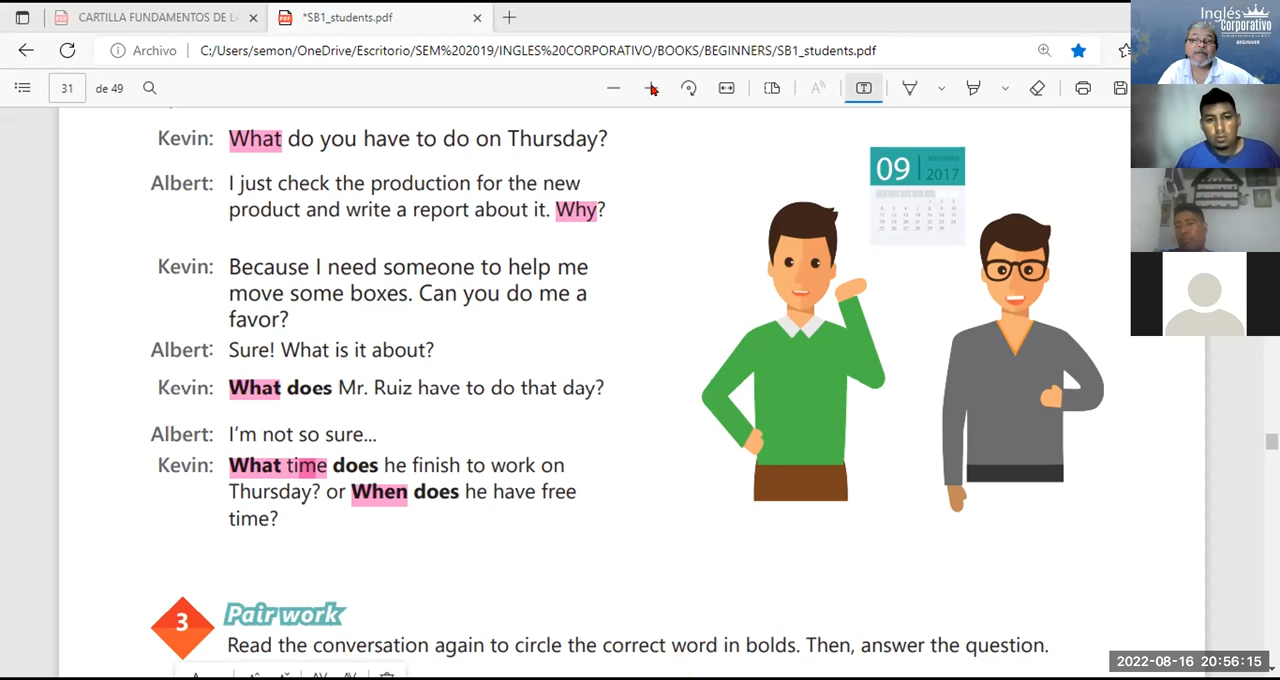 CARTILLA FUNDAMENTOS DE L
*SB1_students.pdf
Archivo
C:/Users/semon/OneDrive/Escritorio/SEM%202019/INGLES%20CORPORATIVO/BOOKS/BEGINNERS/SB1_students.pdf
31 de 49
Inglés
Corporativo
BEGINNER
Kevin: What do you have to do on Thursday?
Albert: I just check the production for the new
product and write a report about it. Why?
Kevin: Because I need someone to help me
move some boxes. Can you do me a
favor?
Albert: Sure! What is it about?
Kevin: What does Mr. Ruiz have to do that day?
Albert: I'm not so sure...
Kevin: What time does he finish to work on
Thursday? or When does he have free
time?
09
SEPTEMBER
2017
3
Pair work
Read the conversation again to circle the correct word in bolds. Then, answer the question.
2022-08-16 20:56:15